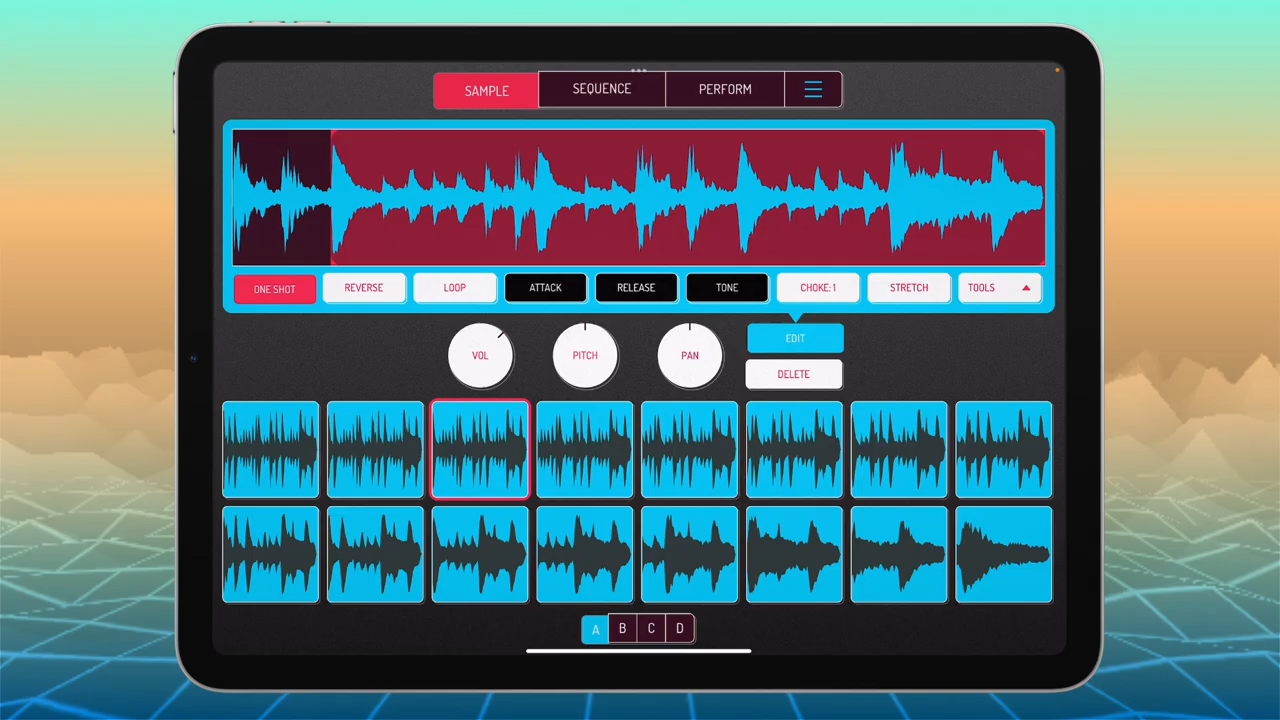 SAMPLE SEQUENCE PERFORM
ONE SHOT REVERSE LOOP ATTACK RELEASE TONE CHOKE: 1 STRETCH TOOLS
VOL PITCH PAN EDIT
DELETE
A B C D